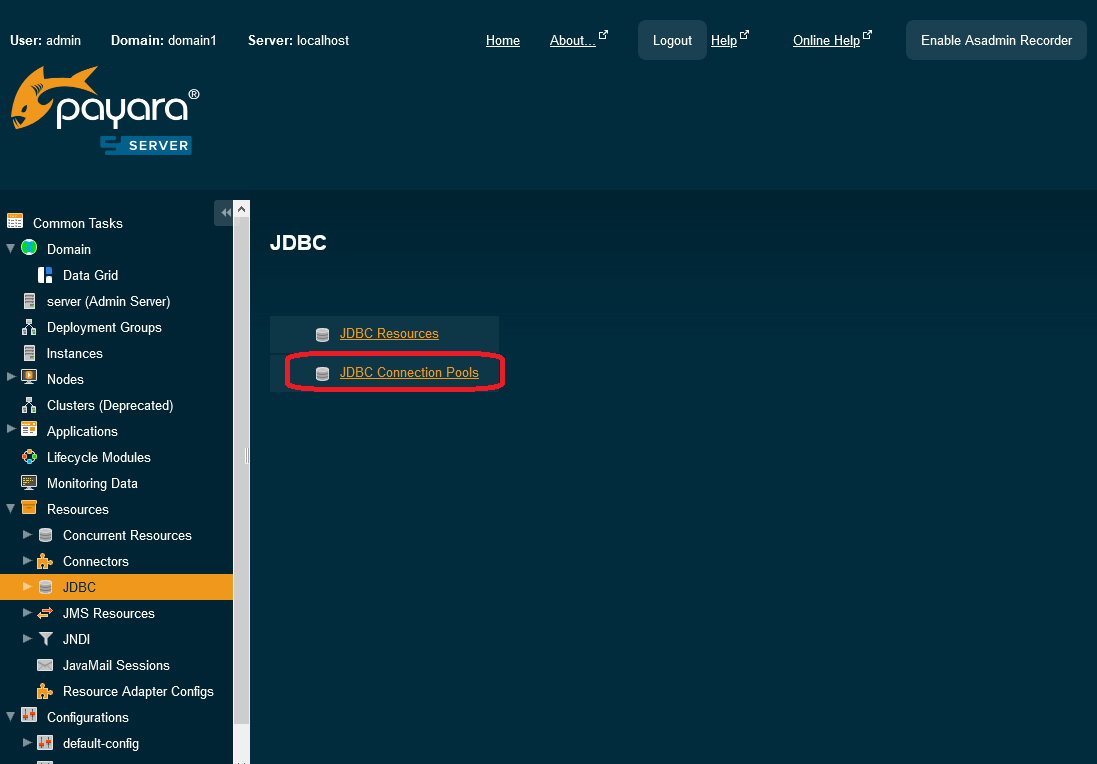 User: admin Domain: domain1 Server: localhost Home About... Logout Help Online Help Enable Asadmin Recorder
payara®
SERVER
Common Tasks
Domain
Data Grid
server (Admin Server)
Deployment Groups
Instances
Nodes
Clusters (Deprecated)
Applications
Lifecycle Modules
Monitoring Data
Resources
Concurrent Resources
Connectors
JDBC
JMS Resources
JNDI
JavaMail Sessions
Resource Adapter Configs
Configurations
default-config
JDBC
JDBC Resources
JDBC Connection Pools